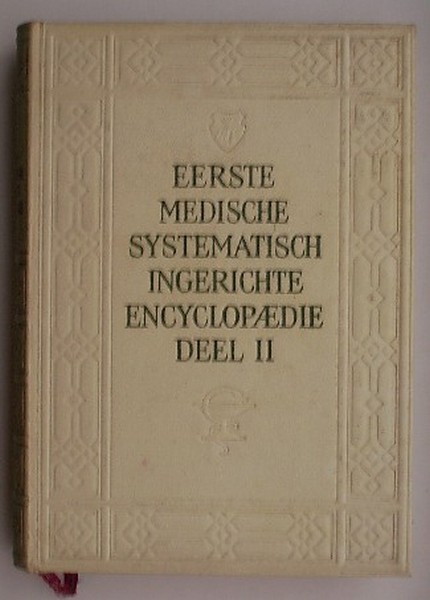 EERSTE
MEDISCHE
SYSTEMATISCH
INGERICHTE
ENCYCLOPÆDIE
DEEL II